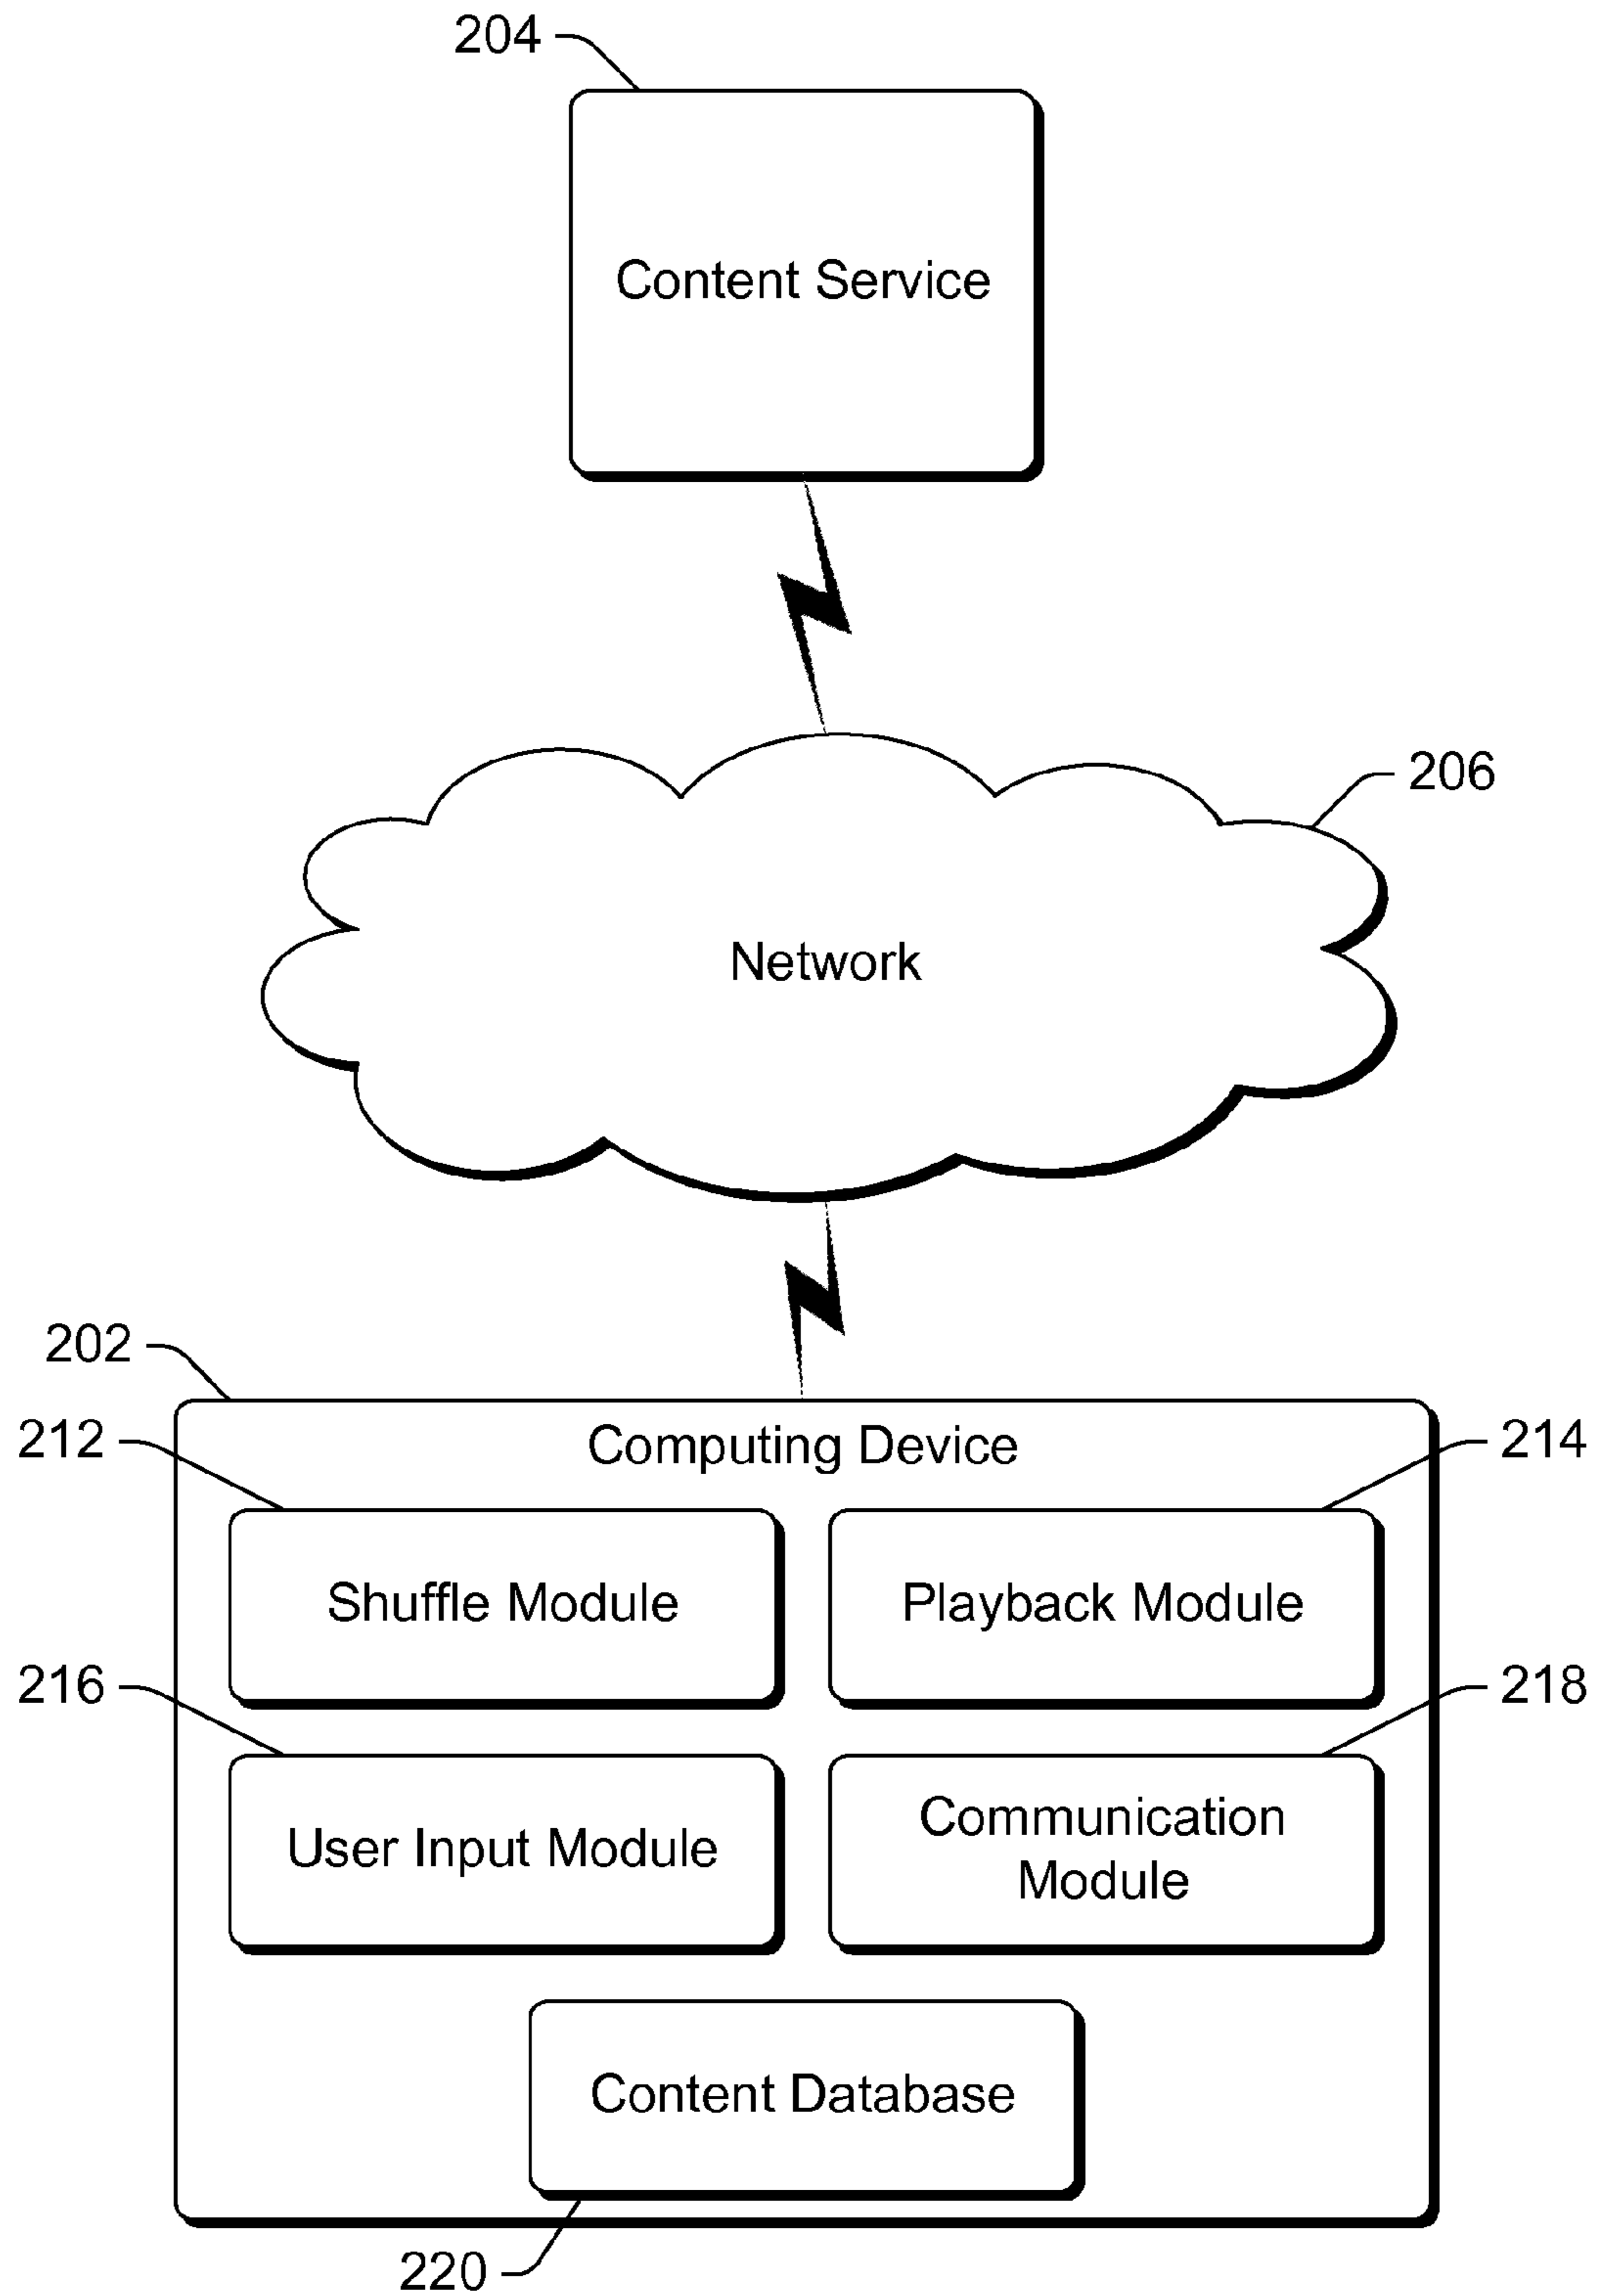 204
Content Service
206
Network
202
Computing Device
212
214
Shuffle Module
Playback Module
216
218
User Input Module
Communication
Module
Content Database
220